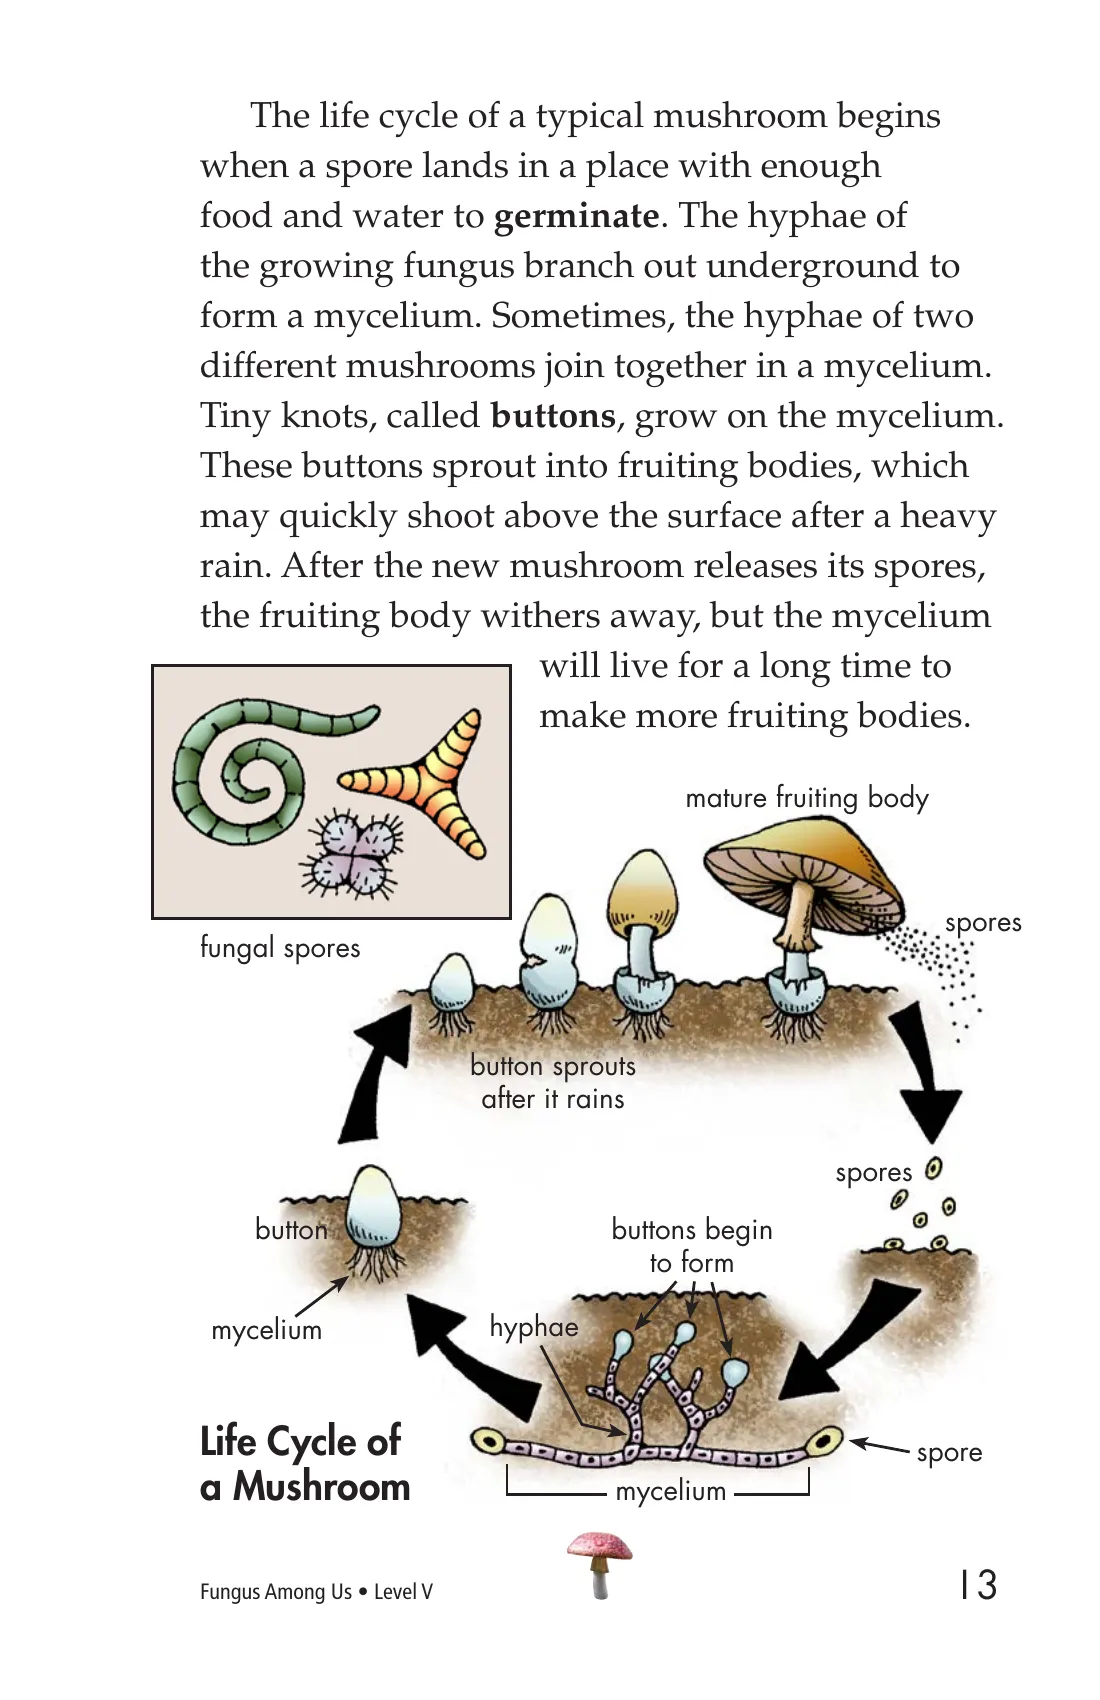 The life cycle of a typical mushroom begins
when a spore lands in a place with enough
food and water to germinate. The hyphae of
the growing fungus branch out underground to
form a mycelium. Sometimes, the hyphae of two
different mushrooms join together in a mycelium.
Tiny knots, called buttons, grow on the mycelium.
These buttons sprout into fruiting bodies, which
may quickly shoot above the surface after a heavy
rain. After the new mushroom releases its spores,
the fruiting body withers away, but the mycelium
will live for a long time to
make more fruiting bodies.
fungal spores
mature fruiting body
spores
button sprouts
after it rains
spores
button
mycelium
buttons begin
to form
hyphae
spore
mycelium
Life Cycle of
a Mushroom
Fungus Among Us • Level V
13